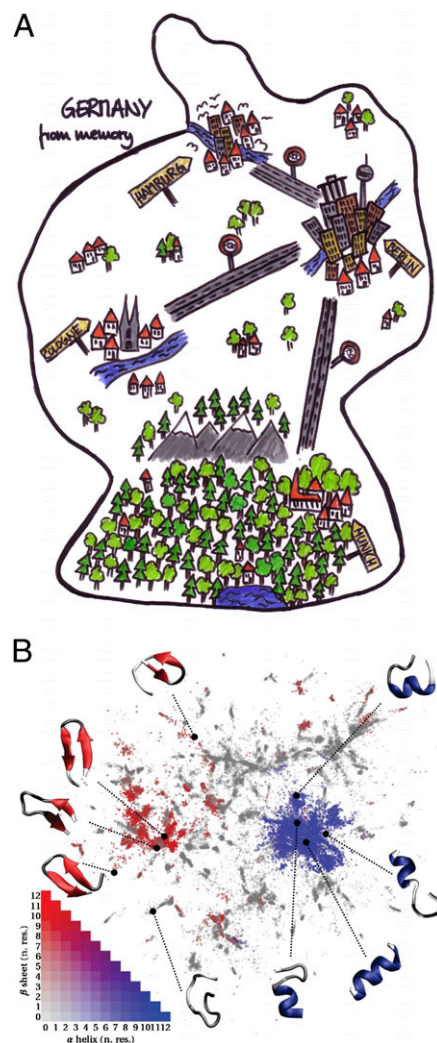 A
GERMANY
from memory
HAMBURG
BERLIN
COLOGNE
MUNICH
B
β sheet (n. res.)
12
11
10
9
8
7
6
5
4
3
2
1
0
0 1 2 3 4 5 6 7 8 9 10 11 12
α helix (n. res.)